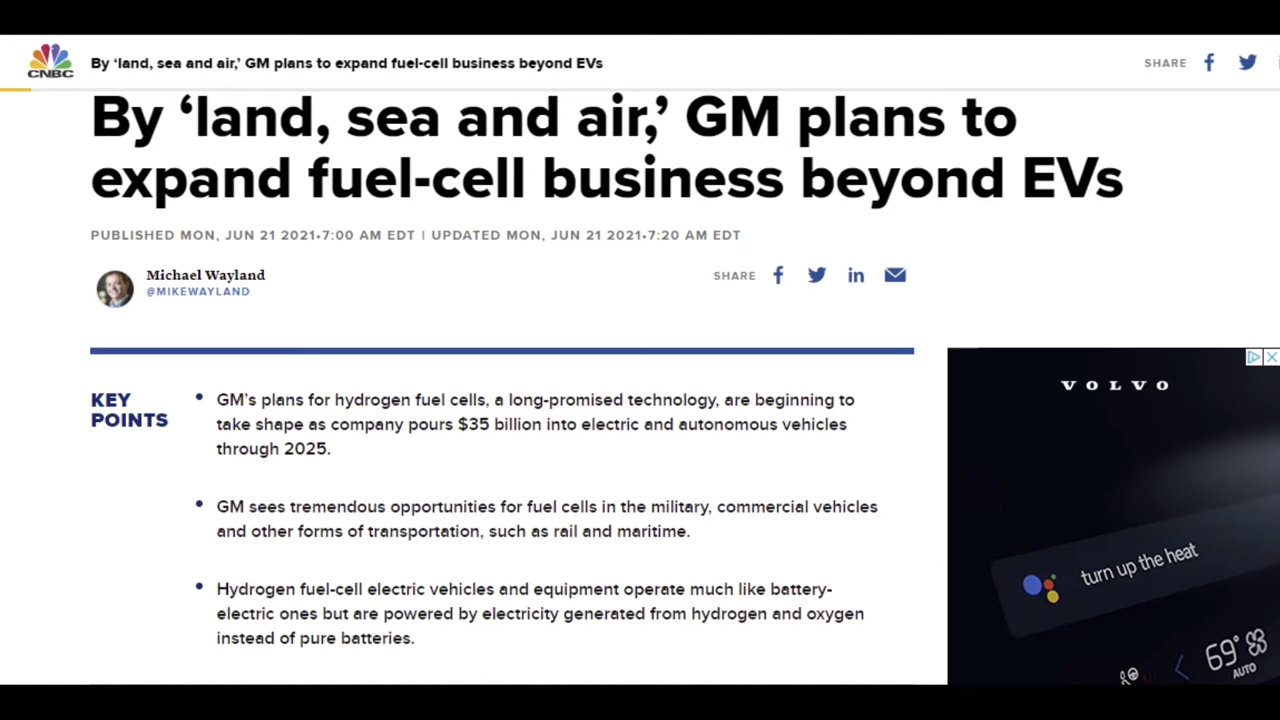 CNBC
By ‘land, sea and air,’ GM plans to expand fuel-cell business beyond EVs
SHARE
By ‘land, sea and air,’ GM plans to
expand fuel-cell business beyond EVs
PUBLISHED MON, JUN 21 2021•7:00 AM EDT | UPDATED MON, JUN 21 2021•7:20 AM EDT
Michael Wayland
@MIKEWAYLAND
SHARE
KEY
POINTS
• GM’s plans for hydrogen fuel cells, a long-promised technology, are beginning to
take shape as company pours $35 billion into electric and autonomous vehicles
through 2025.
• GM sees tremendous opportunities for fuel cells in the military, commercial vehicles
and other forms of transportation, such as rail and maritime.
• Hydrogen fuel-cell electric vehicles and equipment operate much like battery-
electric ones but are powered by electricity generated from hydrogen and oxygen
instead of pure batteries.
VOLVO
turn up the heat
69°
AUTO